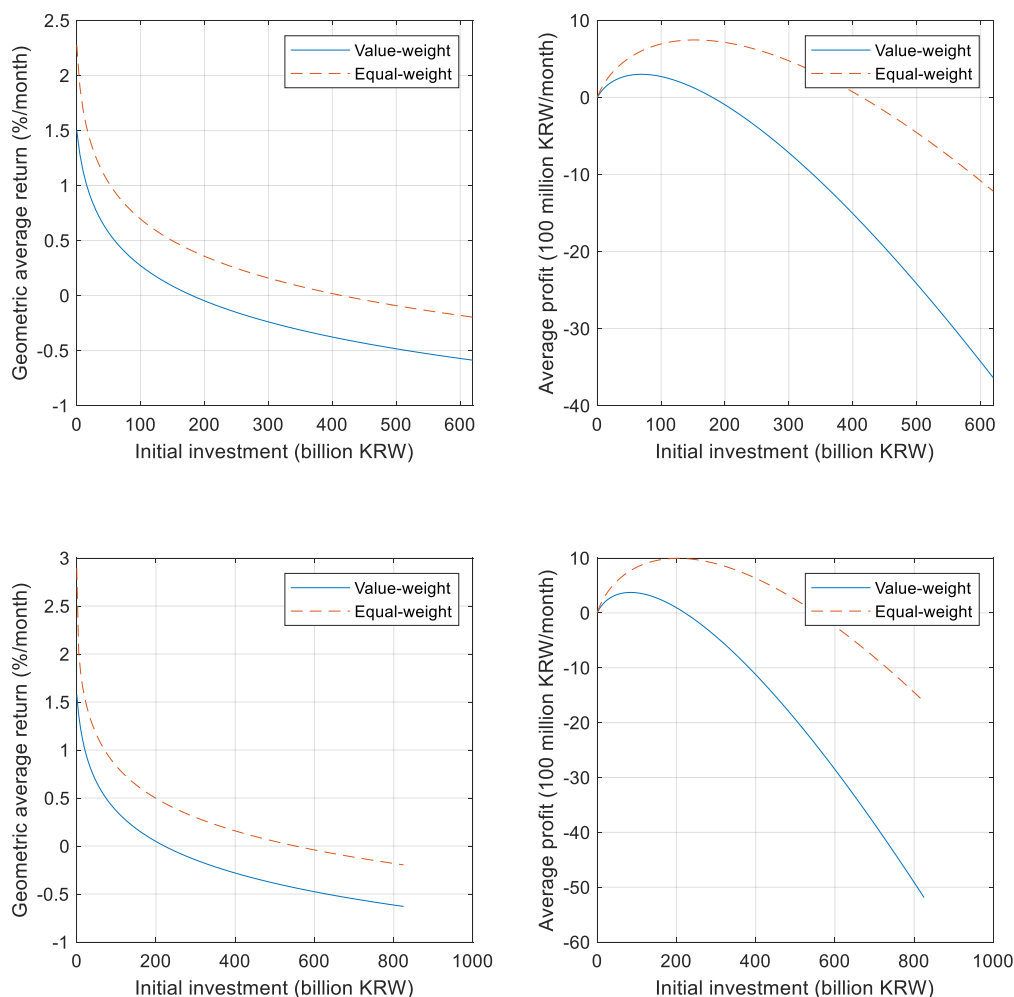 2.5
2
1.5
1
0.5
0
-0.5
-1
Geometric average return (%/month)
Value-weight
Equal-weight
0 100 200 300 400 500 600
Initial investment (billion KRW)
10
0
-10
-20
-30
-40
Average profit (100 million KRW/month)
Value-weight
Equal-weight
0 100 200 300 400 500 600
Initial investment (billion KRW)
3
2.5
2
1.5
1
0.5
0
-0.5
-1
Geometric average return (%/month)
Value-weight
Equal-weight
0 200 400 600 800 1000
Initial investment (billion KRW)
10
0
-10
-20
-30
-40
-50
-60
Average profit (100 million KRW/month)
Value-weight
Equal-weight
0 200 400 600 800 1000
Initial investment (billion KRW)